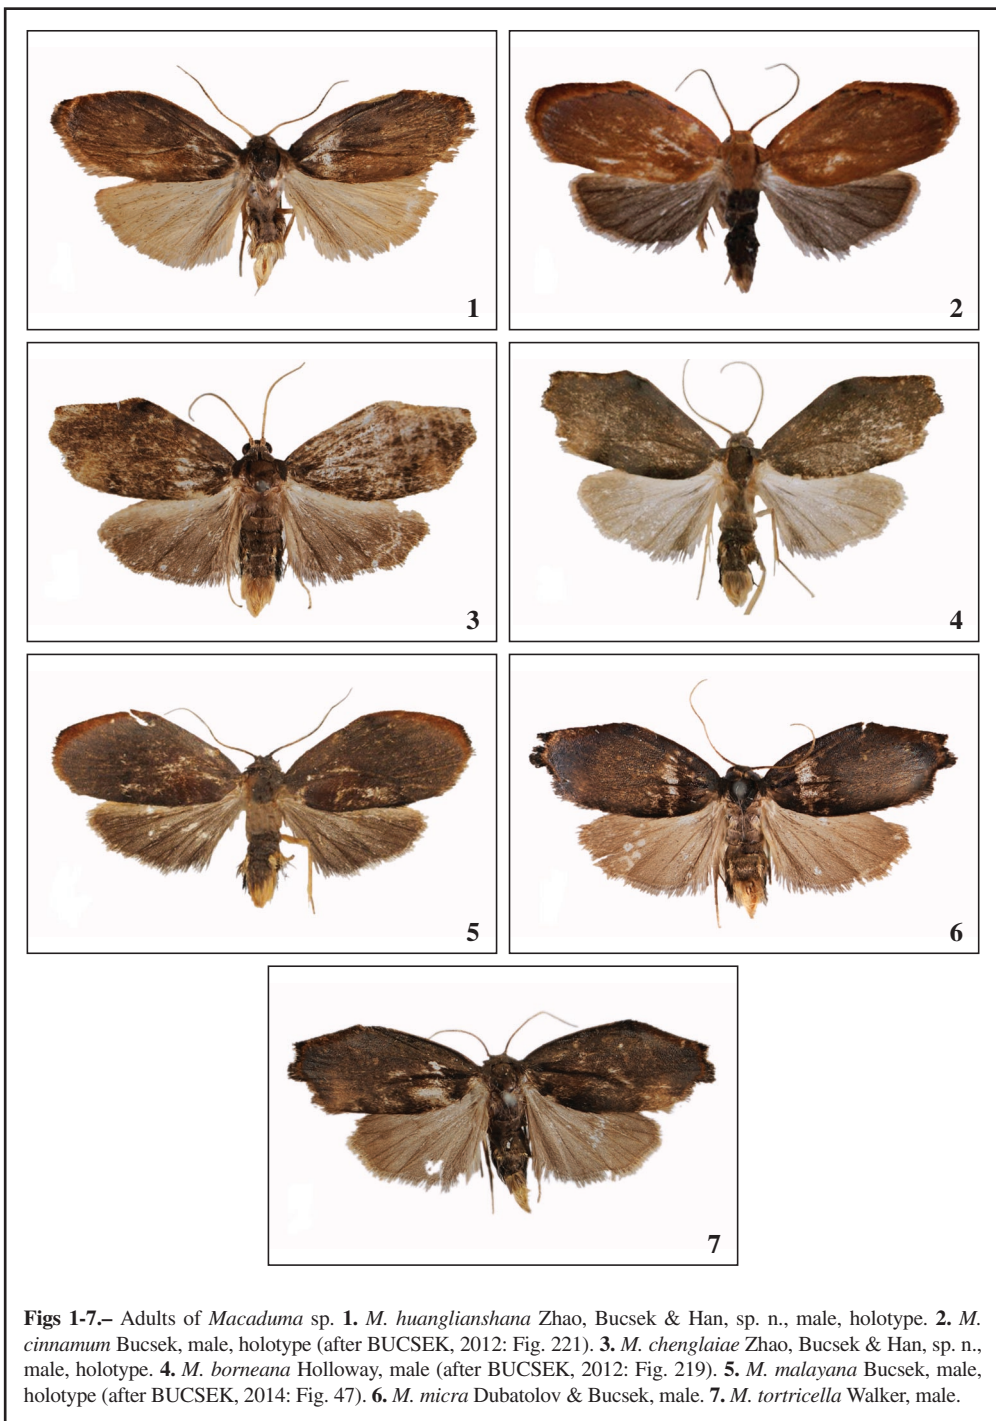 1
2
3
4
5
6
7
Figs 1-7.– Adults of Macaduma sp. 1. M. huanglianshana Zhao, Bucsek & Han, sp. n., male, holotype. 2. M.
cinnamum Bucsek, male, holotype (after BUCSEK, 2012: Fig. 221). 3. M. chenglaiae Zhao, Bucsek & Han, sp. n.,
male, holotype. 4. M. borneana Holloway, male (after BUCSEK, 2012: Fig. 219). 5. M. malayana Bucsek, male,
holotype (after BUCSEK, 2014: Fig. 47). 6. M. micra Dubatolov & Bucsek, male. 7. M. tortricella Walker, male.